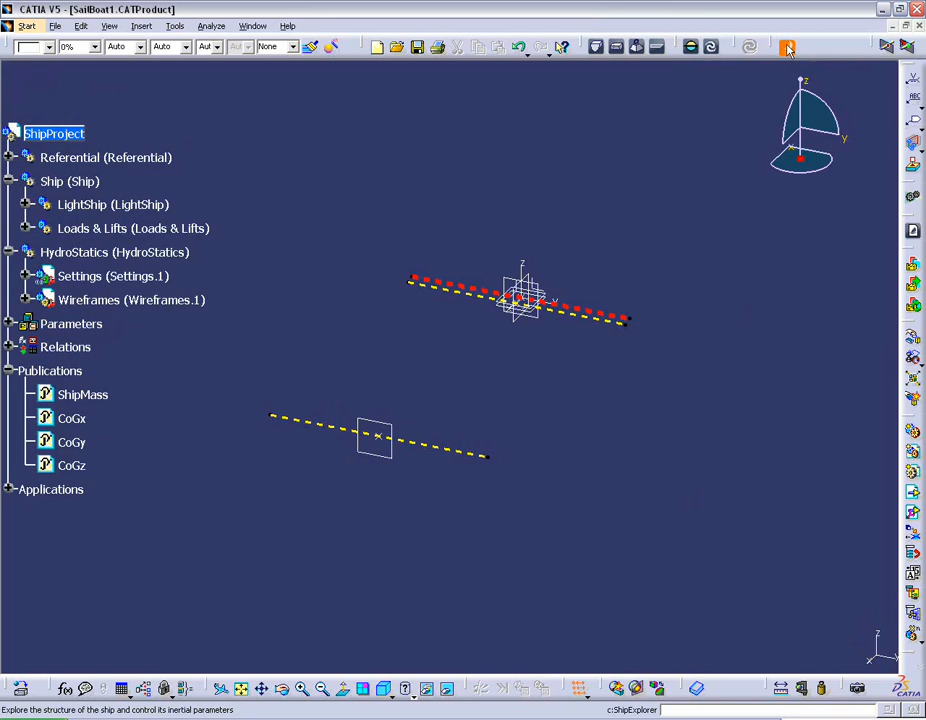 CATIA V5 - [SailBoat1.CATProduct]
Start File Edit View Insert Tools Analyze Window Help
0% Auto Auto Aut Aut None
z
y
x
ShipProject
Referential (Referential)
Ship (Ship)
LightShip (LightShip)
Loads & Lifts (Loads & Lifts)
HydroStatics (HydroStatics)
Settings (Settings.1)
Wireframes (Wireframes.1)
Parameters
Relations
Publications
ShipMass
CoGx
CoGy
CoGz
Applications
z
x
Explore the structure of the ship and control its inertial parameters c:ShipExplorer
CATIA